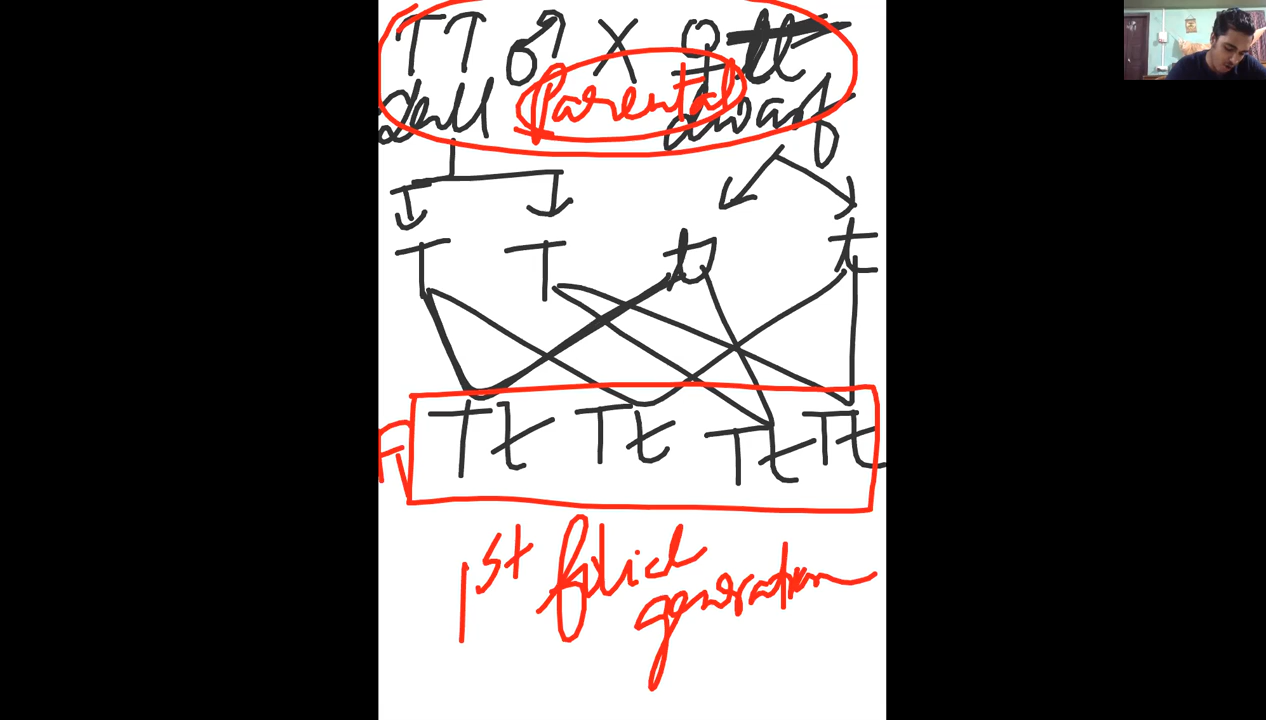 TT ♂ X ♀ tt
tall Parental dwarf
T T t t
F1 Tt Tt Tt Tt
1st filial
generation